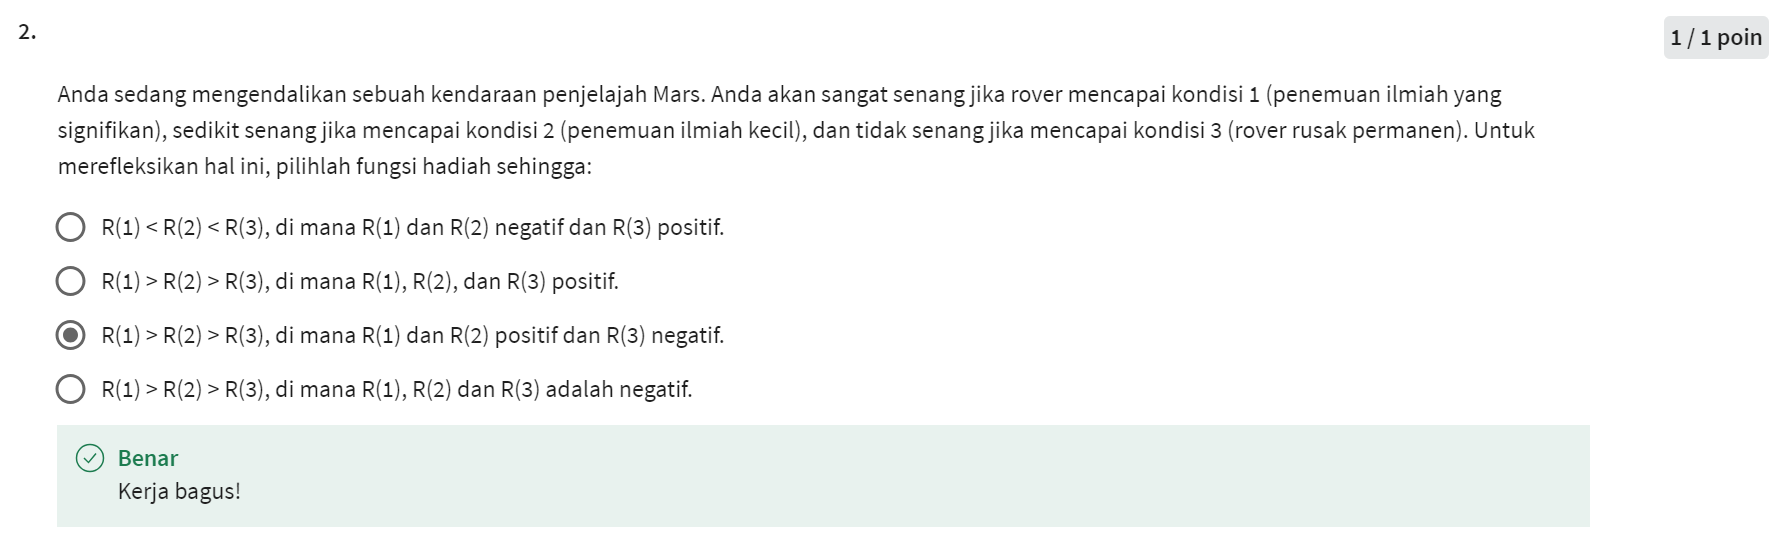 2.
1 / 1 poin
Anda sedang mengendalikan sebuah kendaraan penjelajah Mars. Anda akan sangat senang jika rover mencapai kondisi 1 (penemuan ilmiah yang
signifikan), sedikit senang jika mencapai kondisi 2 (penemuan ilmiah kecil), dan tidak senang jika mencapai kondisi 3 (rover rusak permanen). Untuk
merefleksikan hal ini, pilihlah fungsi hadiah sehingga:
R(1) < R(2) < R(3), di mana R(1) dan R(2) negatif dan R(3) positif.
R(1) > R(2) > R(3), di mana R(1), R(2), dan R(3) positif.
R(1) > R(2) > R(3), di mana R(1) dan R(2) positif dan R(3) negatif.
R(1) > R(2) > R(3), di mana R(1), R(2) dan R(3) adalah negatif.
Benar
Kerja bagus!